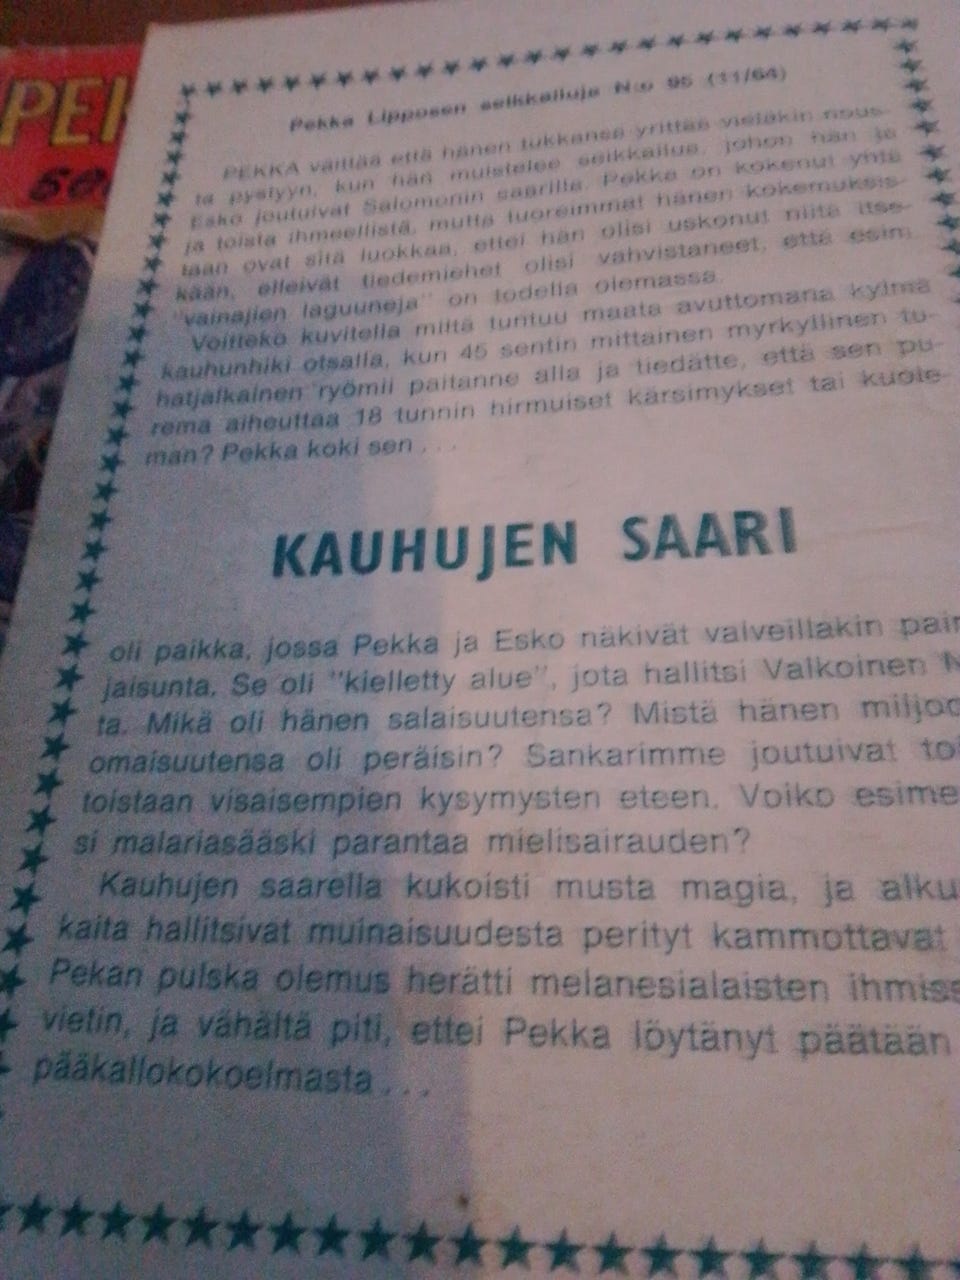 PEK
Pekka Lipposen seikkailuja N:o 95 (11/64)
PEKKA väittää että hänen tukkansa yrittää vieläkin nous-
ta pystyyn, kun hän muistelee seikkailua, johon hän ja
Esko joutuivat Salomonin saarilla. Pekka on kokenut yhtä
ja toista ihmeellistä, mutta tuoreimmat hänen kokemuksis-
taan ovat sitä luokkaa, ettei hän olisi uskonut niitä itse-
kään, elleivät tiedemiehet olisi vahvistaneet, että esim.
"vainajien laguuneja" on todella olemassa.
Voitteko kuvitella miltä tuntuu maata avuttomana kylmä
kauhunhiki otsalla, kun 45 sentin mittainen myrkyllinen tu-
hatjalkainen ryömii paitanne alla ja tiedätte, että sen pu-
rema aiheuttaa 18 tunnin hirmuiset kärsimykset tai kuole-
man? Pekka koki sen . . .
KAUHUJEN SAARI
oli paikka, jossa Pekka ja Esko näkivät valveillakin pain
jaisunta. Se oli "kielletty alue", jota hallitsi Valkoinen
ta. Mikä oli hänen salaisuutensa? Mistä hänen miljoo
omaisuutensa oli peräisin? Sankarimme joutuivat toi
toistaan visaisempien kysymysten eteen. Voiko esime
si malariasääski parantaa mielisairauden?
Kauhujen saarella kukoisti musta magia, ja alku
kaita hallitsivat muinaisuudesta perityt kammottavat
Pekan pulska olemus herätti melanesialaisten ihmiss
vietin, ja vähältä piti, ettei Pekka löytänyt päätään
pääkallokokoelmasta . . .